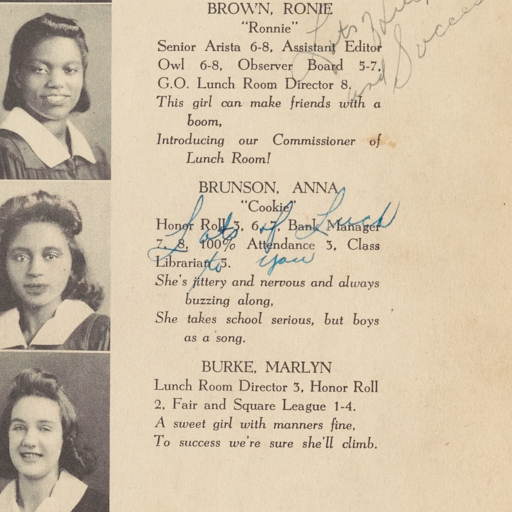 BROWN, RONIE
"Ronnie"
Senior Arista 6-8, Assistant Editor
Owl 6-8, Observer Board 5-7,
G.O. Lunch Room Director 8,
This girl can make friends with a
boom,
Introducing our Commissioner of
Lunch Room!
Lots
and Success
BRUNSON, ANNA
"Cookie"
Honor Roll 3, 6, 7, Bank Manager
7, 8, 100% Attendance 3, Class
Librarian 5.
Lots of Luck
to you
She's jittery and nervous and always
buzzing along,
She takes school serious, but boys
as a song.
BURKE, MARLYN
Lunch Room Director 3, Honor Roll
2, Fair and Square League 1-4.
A sweet girl with manners fine,
To success we're sure she'll climb.